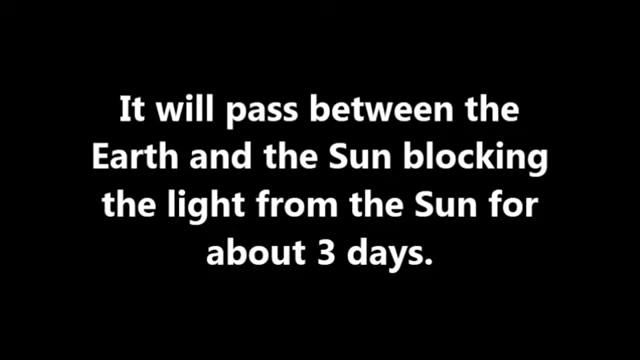 It will pass between the
Earth and the Sun blocking
the light from the Sun for
about 3 days.